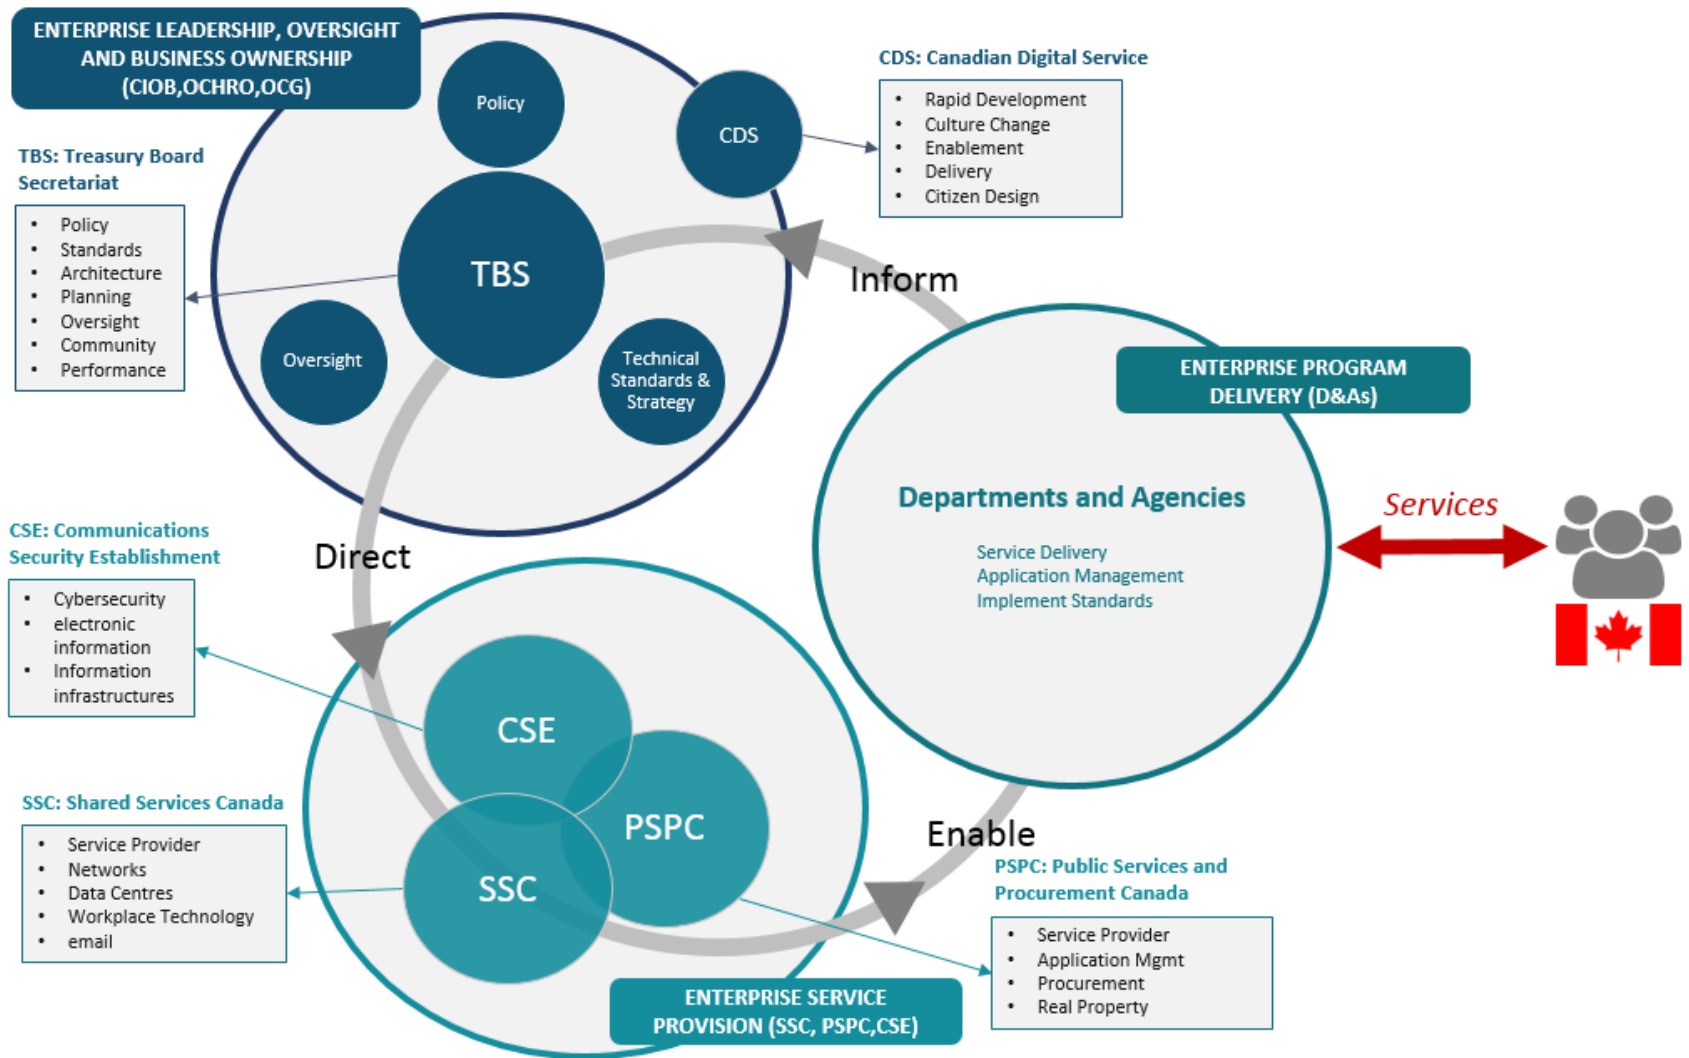 ENTERPRISE LEADERSHIP, OVERSIGHT
AND BUSINESS OWNERSHIP
(CIOB,OCHRO,OCG)
Policy
CDS
CDS: Canadian Digital Service
• Rapid Development
• Culture Change
• Enablement
• Delivery
• Citizen Design
TBS: Treasury Board
Secretariat
• Policy
• Standards
• Architecture
• Planning
• Oversight
• Community
• Performance
TBS
Oversight
Technical
Standards &
Strategy
Inform
ENTERPRISE PROGRAM
DELIVERY (D&As)
Departments and Agencies
Service Delivery
Application Management
Implement Standards
Services
Direct
CSE: Communications
Security Establishment
• Cybersecurity
• electronic
information
• Information
infrastructures
CSE
PSPC
SSC
SSC: Shared Services Canada
• Service Provider
• Networks
• Data Centres
• Workplace Technology
• email
Enable
PSPC: Public Services and
Procurement Canada
• Service Provider
• Application Mgmt
• Procurement
• Real Property
ENTERPRISE SERVICE
PROVISION (SSC, PSPC,CSE)